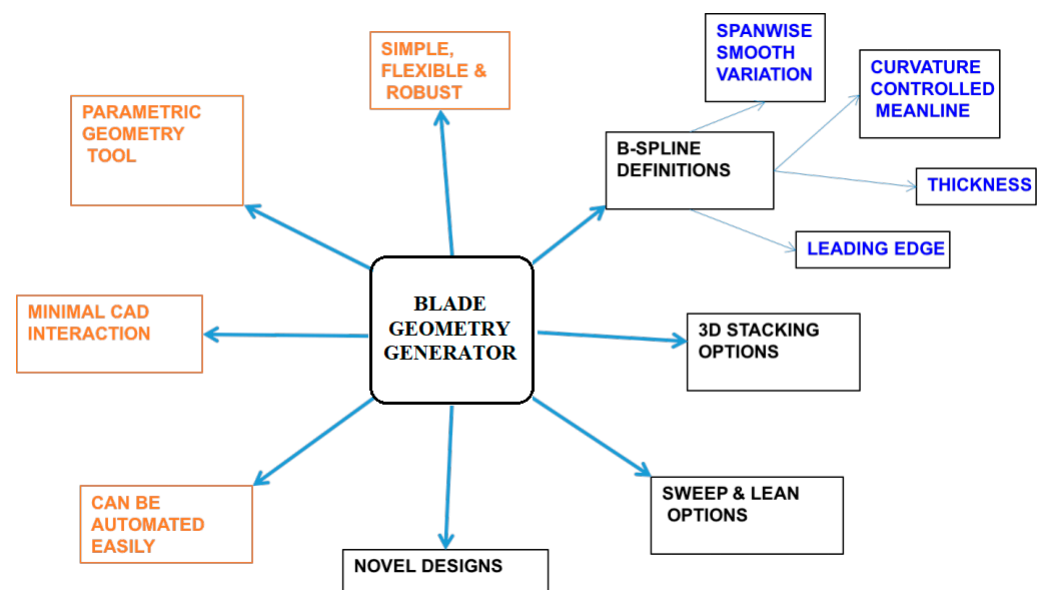 SPANWISE
SMOOTH
VARIATION
SIMPLE,
FLEXIBLE &
ROBUST
CURVATURE
CONTROLLED
MEANLINE
PARAMETRIC
GEOMETRY
TOOL
B-SPLINE
DEFINITIONS
THICKNESS
LEADING EDGE
BLADE
GEOMETRY
GENERATOR
MINIMAL CAD
INTERACTION
3D STACKING
OPTIONS
CAN BE
AUTOMATED
EASILY
SWEEP & LEAN
OPTIONS
NOVEL DESIGNS